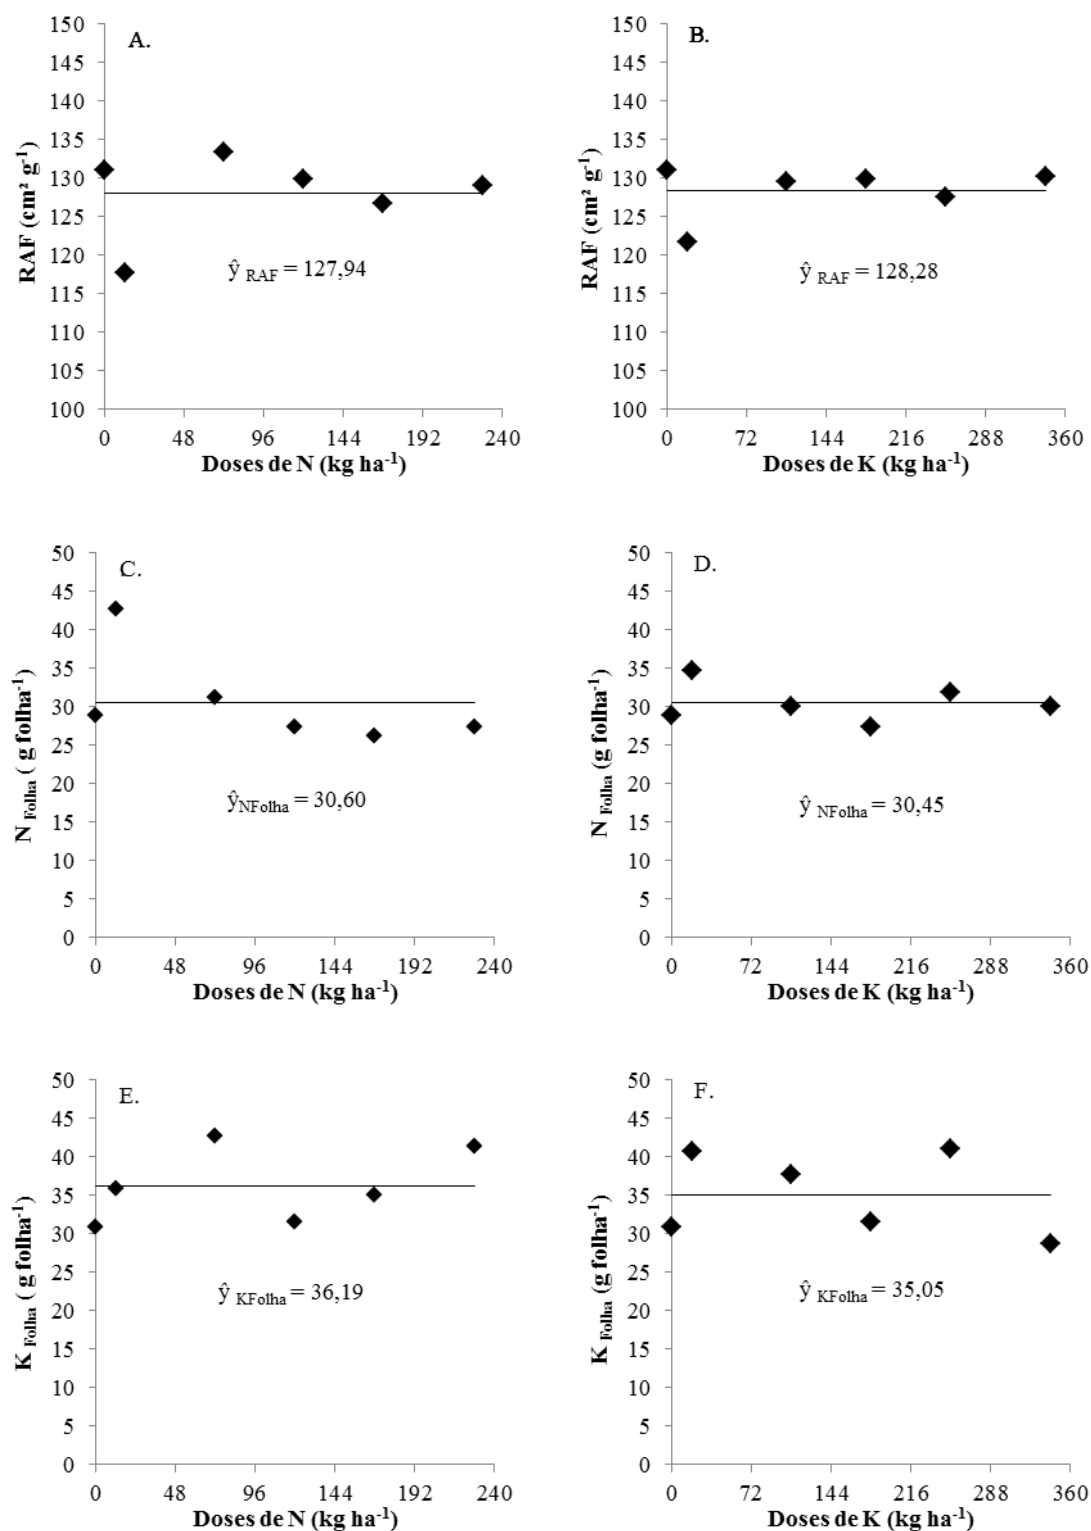 A.
RAF (cm² g⁻¹)
150
145
140
135
130
125
120
115
110
105
100
ŷ RAF = 127,94
0 48 96 144 192 240
Doses de N (kg ha⁻¹)
B.
RAF (cm² g⁻¹)
150
145
140
135
130
125
120
115
110
105
100
ŷ RAF = 128,28
0 72 144 216 288 360
Doses de K (kg ha⁻¹)
C.
N Folha ( g folha⁻¹)
50
45
40
35
30
25
20
15
10
5
0
ŷNFolha = 30,60
0 48 96 144 192 240
Doses de N (kg ha⁻¹)
D.
N Folha (g folha⁻¹)
50
45
40
35
30
25
20
15
10
5
0
ŷ NFolha = 30,45
0 72 144 216 288 360
Doses de K (kg ha⁻¹)
E.
K Folha ( g folha⁻¹)
50
45
40
35
30
25
20
15
10
5
0
ŷ KFolha = 36,19
0 48 96 144 192 240
Doses de N (kg ha⁻¹)
F.
K Folha (g folha⁻¹)
50
45
40
35
30
25
20
15
10
5
0
ŷ KFolha = 35,05
0 72 144 216 288 360
Doses de K (kg ha⁻¹)